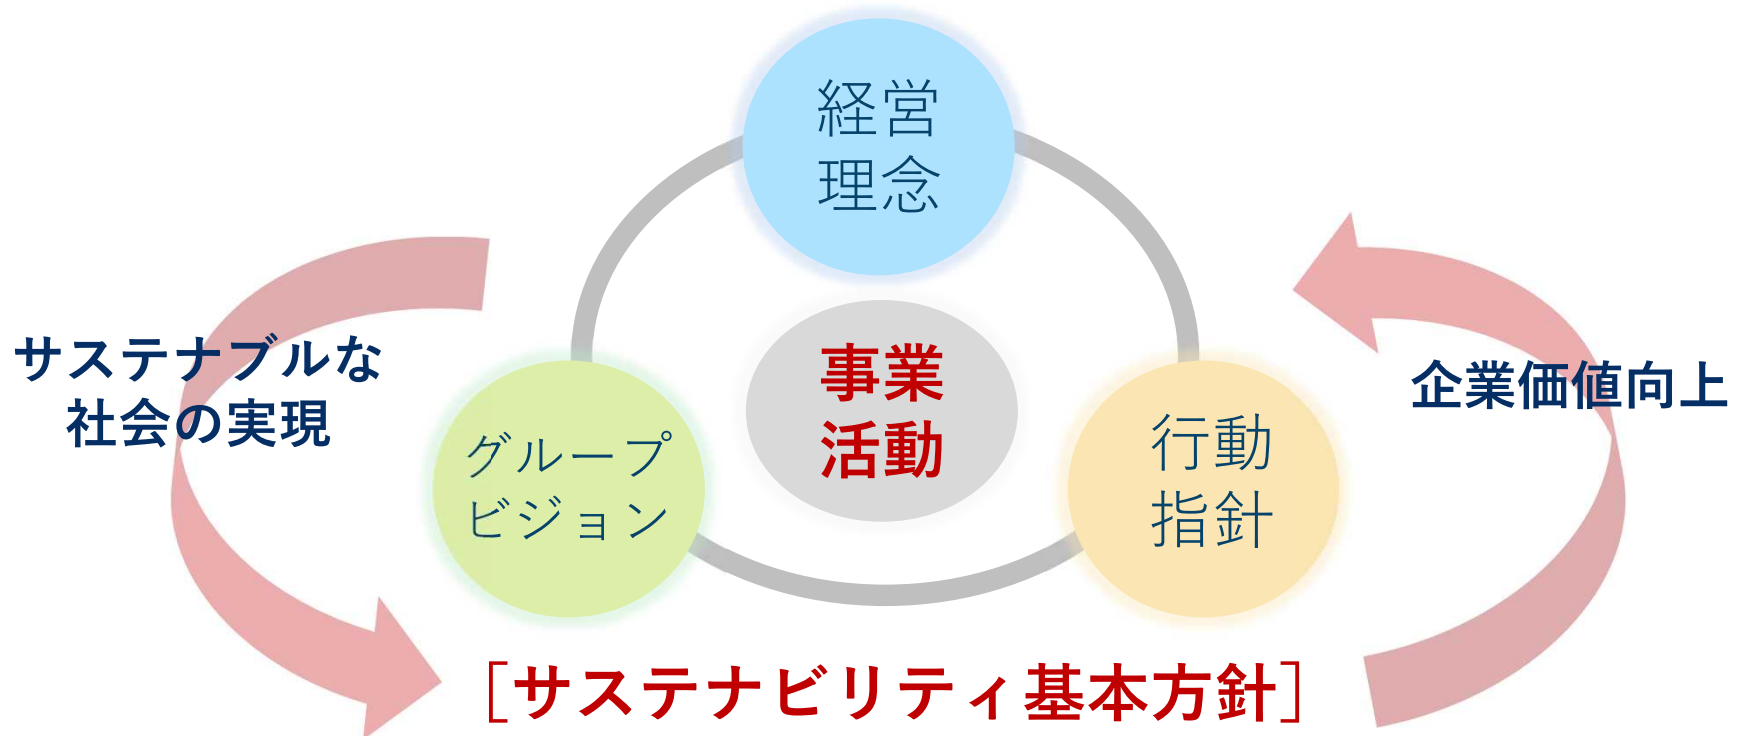 経営
理念
事業
活動
サステナブルな
社会の実現
企業価値向上
グループ
ビジョン
行動
指針
［サステナビリティ基本方針］